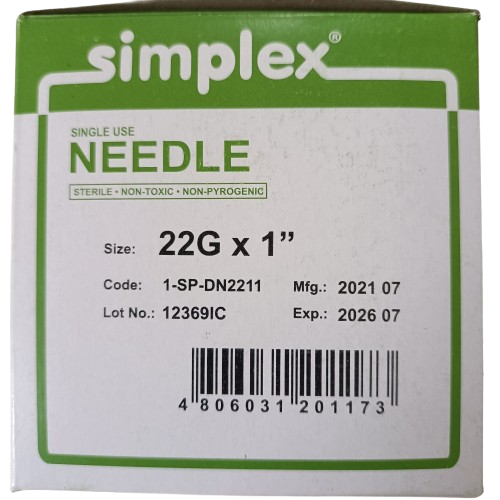 simplex®
SINGLE USE
NEEDLE
STERILE • NON-TOXIC • NON-PYROGENIC
Size: 22G x 1”
Code: 1-SP-DN2211 Mfg.: 2021 07
Lot No.: 12369IC Exp.: 2026 07
4 806031 201173